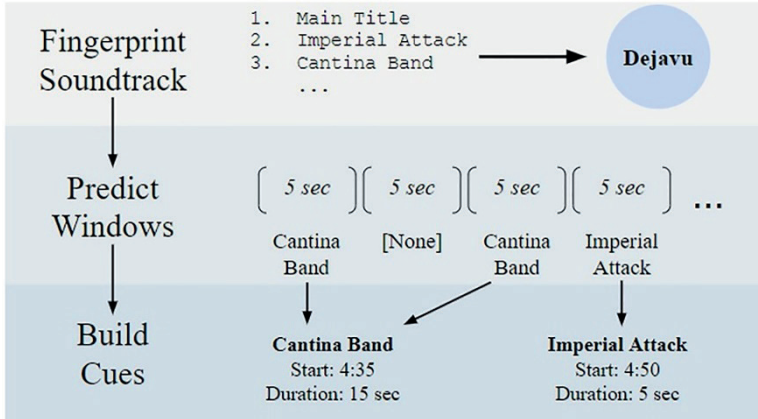 Fingerprint
Soundtrack
1. Main Title
2. Imperial Attack
3. Cantina Band
...
Dejavu
Predict
Windows
5 sec
5 sec
5 sec
5 sec
...
Cantina
Band
[None]
Cantina
Band
Imperial
Attack
Build
Cues
Cantina Band
Start: 4:35
Duration: 15 sec
Imperial Attack
Start: 4:50
Duration: 5 sec